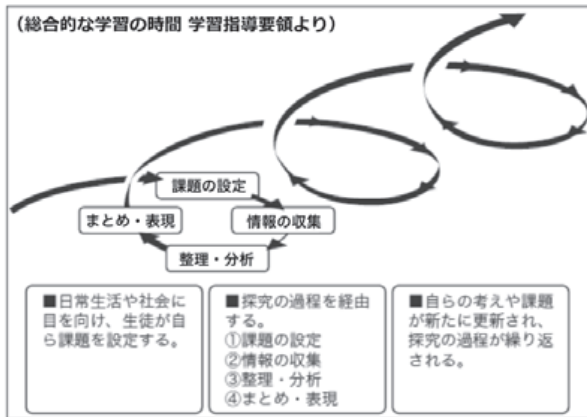 （総合的な学習の時間 学習指導要領より）
課題の設定
まとめ・表現
情報の収集
整理・分析
■日常生活や社会に
目を向け、生徒が自
ら課題を設定する。
■探究の過程を経由
する。
①課題の設定
②情報の収集
③整理・分析
④まとめ・表現
■自らの考えや課題
が新たに更新され、
探究の過程が繰り返
される。